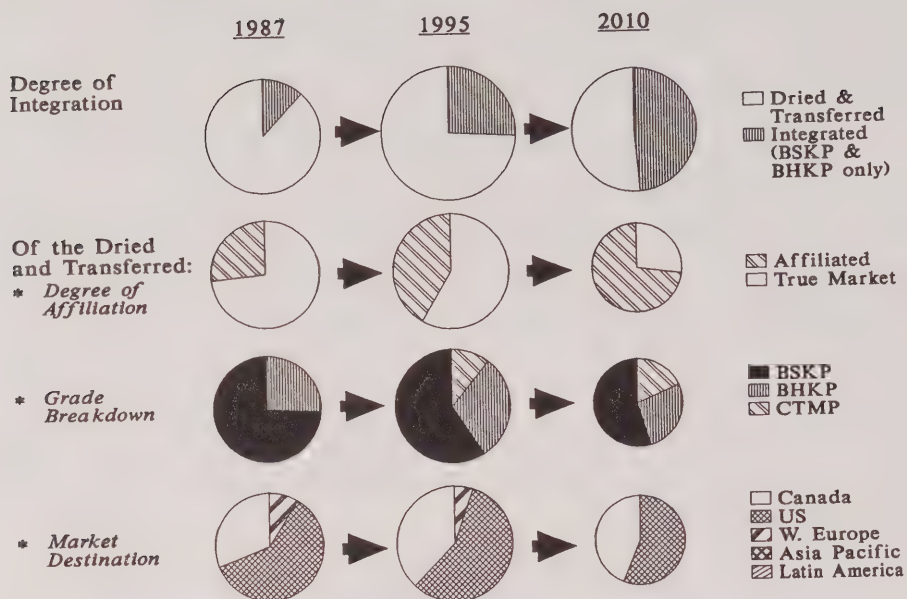 1987 1995 2010
Degree of
Integration
Dried &
Transferred
Integrated
(BSKP &
BHKP only)
Of the Dried
and Transferred:
* Degree of
Affiliation
Affiliated
True Market
* Grade
Breakdown
BSKP
BHKP
CTMP
* Market
Destination
Canada
US
W. Europe
Asia Pacific
Latin America